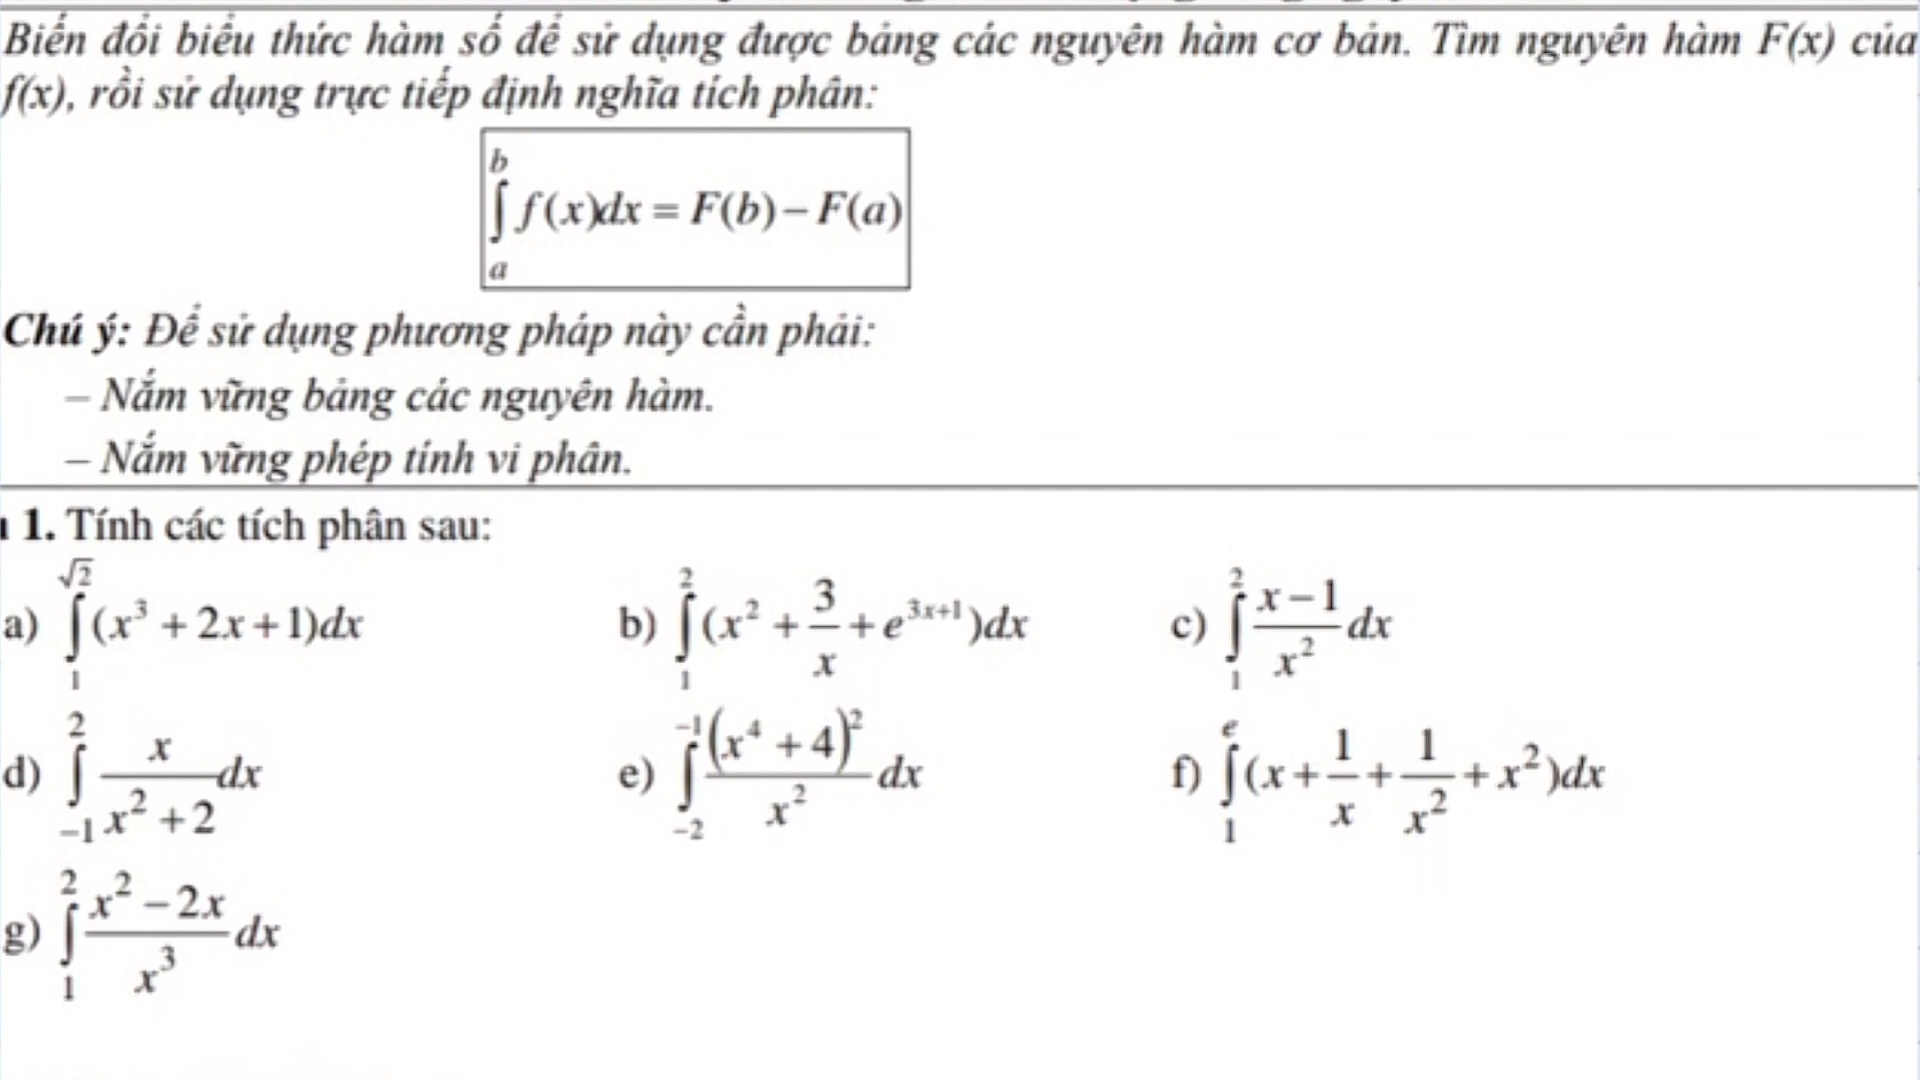 Biến đổi biểu thức hàm số để sử dụng được bảng các nguyên hàm cơ bản. Tìm nguyên hàm F(x) của
f(x), rồi sử dụng trực tiếp định nghĩa tích phân:
∫_a^b f(x)dx = F(b) − F(a)
Chú ý: Để sử dụng phương pháp này cần phải:
– Nắm vững bảng các nguyên hàm.
– Nắm vững phép tính vi phân.
1. Tính các tích phân sau:
a) ∫_1^√2 (x³ + 2x + 1)dx b) ∫_1^2 (x² + 3/x + e^(3x+1))dx c) ∫_1^2 (x − 1)/x² dx
d) ∫_−1^2 x/(x² + 2) dx e) ∫_−2^−1 (x⁴ + 4)²/x² dx f) ∫_1^e (x + 1/x + 1/x² + x²)dx
g) ∫_1^2 (x² − 2x)/x³ dx